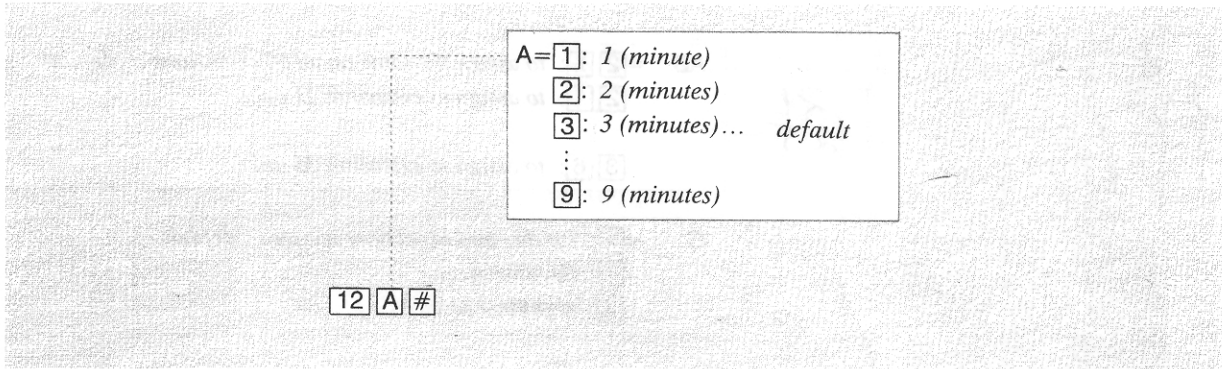 A=1: 1 (minute)
2: 2 (minutes)
3: 3 (minutes)... default
⋮
9: 9 (minutes)
12 A #